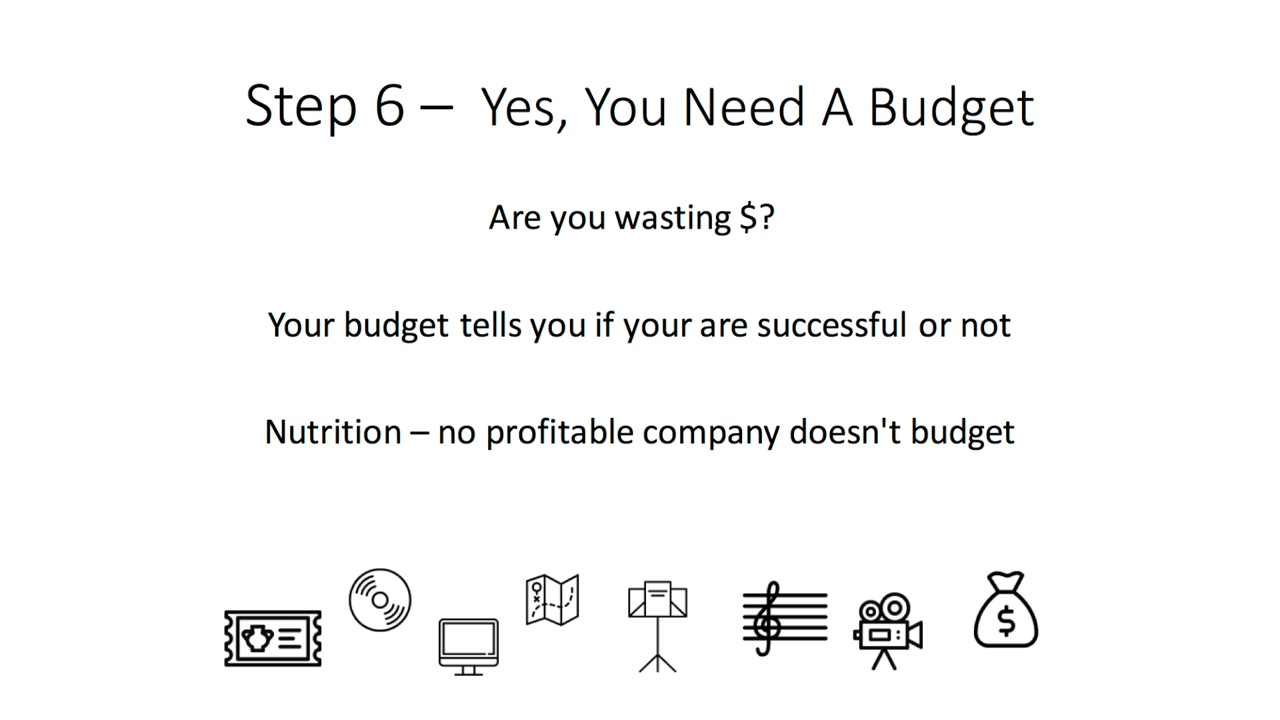 Step 6 – Yes, You Need A Budget
Are you wasting $?
Your budget tells you if your are successful or not
Nutrition – no profitable company doesn't budget
$